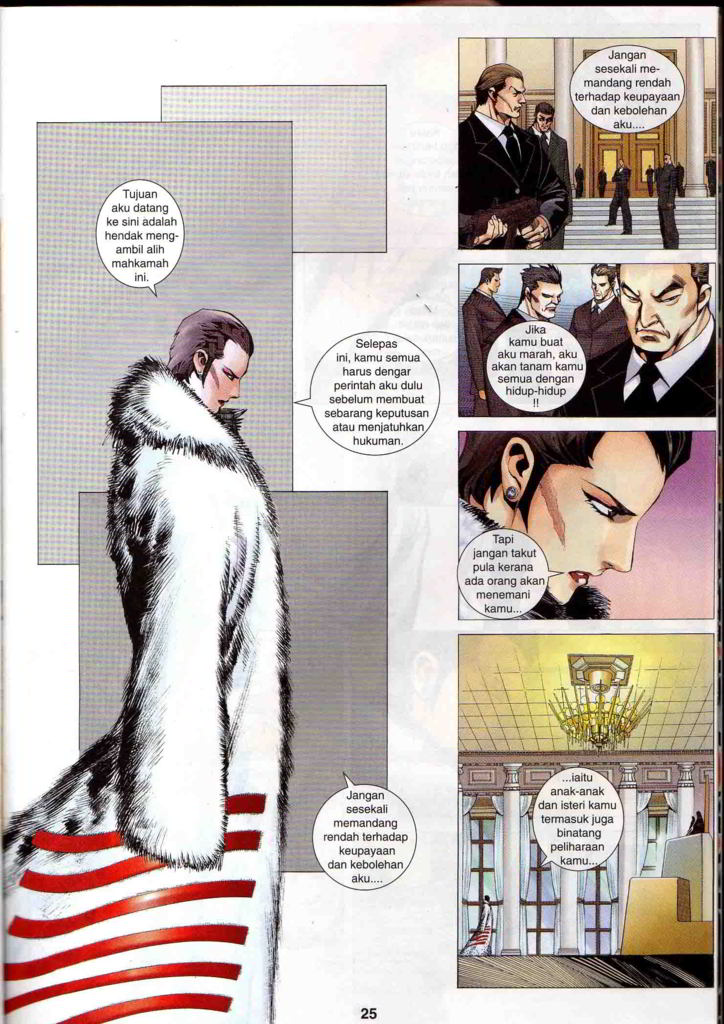 Tujuan
aku datang
ke sini adalah
hendak meng-
ambil alih
mahkamah
ini.
Selepas
ini, kamu semua
harus dengar
perintah aku dulu
sebelum membuat
sebarang keputusan
atau menjatuhkan
hukuman.
Jangan
sesekali
memandang
rendah terhadap
keupayaan
dan kebolehan
aku....
Jangan
sesekali me-
mandang rendah
terhadap keupayaan
dan kebolehan
aku....
Jika
kamu buat
aku marah, aku
akan tanam kamu
semua dengan
hidup-hidup
!!
Tapi
jangan takut
pula kerana
ada orang akan
menemani
kamu...
...iaitu
anak-anak
dan isteri kamu
termasuk juga
binatang
peliharaan
kamu...
25